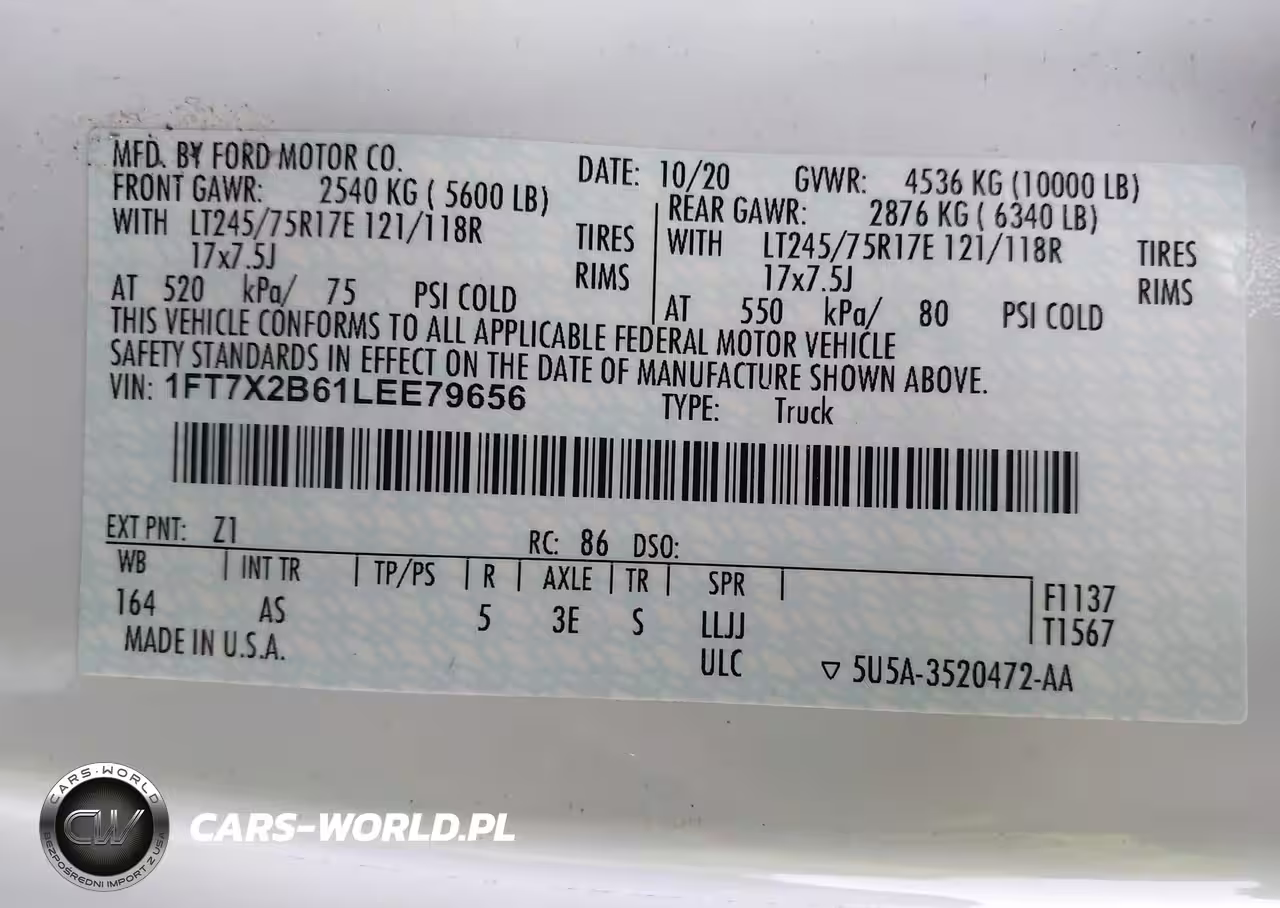 MFD. BY FORD MOTOR CO. DATE: 10/20 GVWR: 4536 KG (10000 LB)
FRONT GAWR: 2540 KG ( 5600 LB) REAR GAWR: 2876 KG ( 6340 LB)
WITH LT245/75R17E 121/118R TIRES WITH LT245/75R17E 121/118R TIRES
17x7.5J RIMS 17x7.5J RIMS
AT 520 kPa/ 75 PSI COLD AT 550 kPa/ 80 PSI COLD
THIS VEHICLE CONFORMS TO ALL APPLICABLE FEDERAL MOTOR VEHICLE
SAFETY STANDARDS IN EFFECT ON THE DATE OF MANUFACTURE SHOWN ABOVE.
VIN: 1FT7X2B61LEE79656 TYPE: Truck
EXT PNT: Z1 RC: 86 DSO:
WB INT TR TP/PS R AXLE TR SPR F1137
164 AS 5 3E S LLJJ T1567
MADE IN U.S.A. ULC ▽ 5U5A-3520472-AA
CARS-WORLD
CW
BEZPOŚREDNI IMPORT Z USA
CARS-WORLD.PL